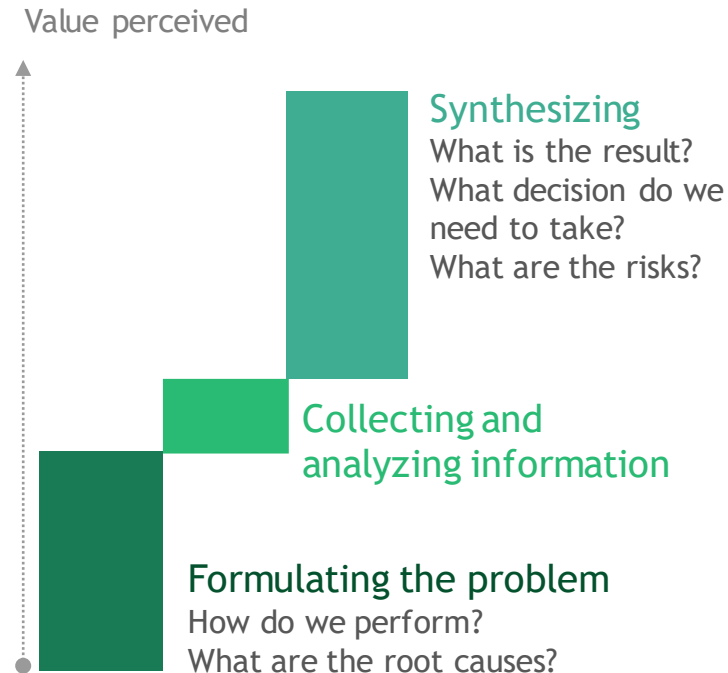 Value perceived
Synthesizing
What is the result?
What decision do we
need to take?
What are the risks?
Collecting and
analyzing information
Formulating the problem
How do we perform?
What are the root causes?